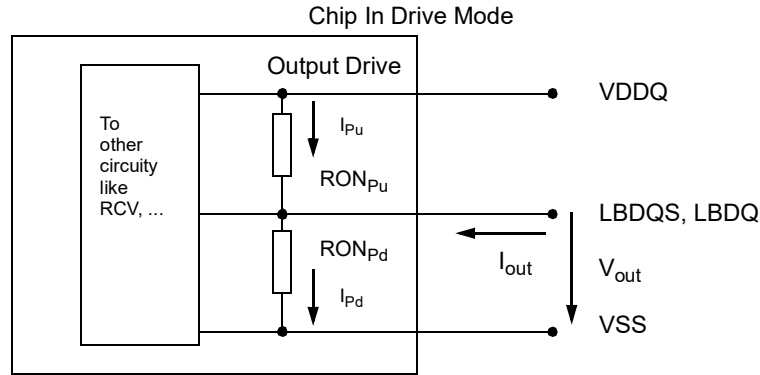 Chip In Drive Mode
Output Drive
VDDQ
To
other
circuity
like
RCV, ...
IPu
RONPu
LBDQS, LBDQ
RONPd
Iout
Vout
IPd
VSS